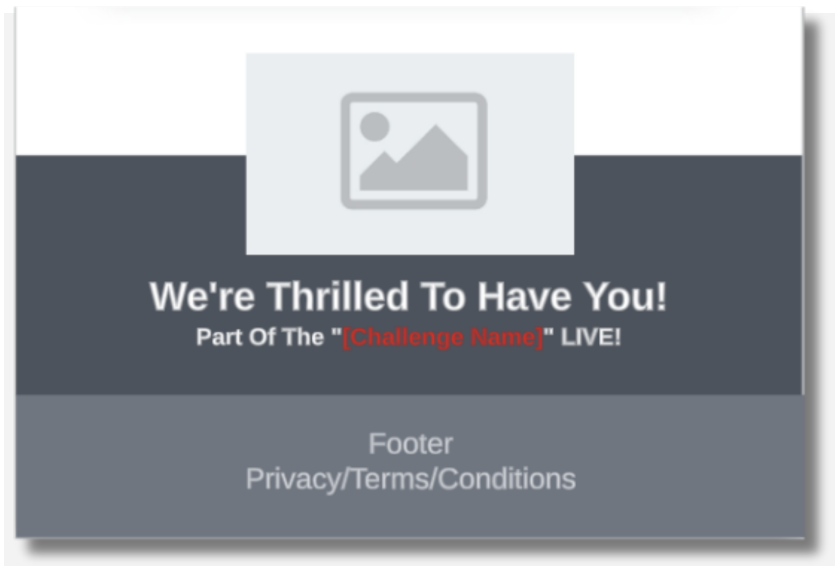 We're Thrilled To Have You!
Part Of The "[Challenge Name]" LIVE!
Footer
Privacy/Terms/Conditions